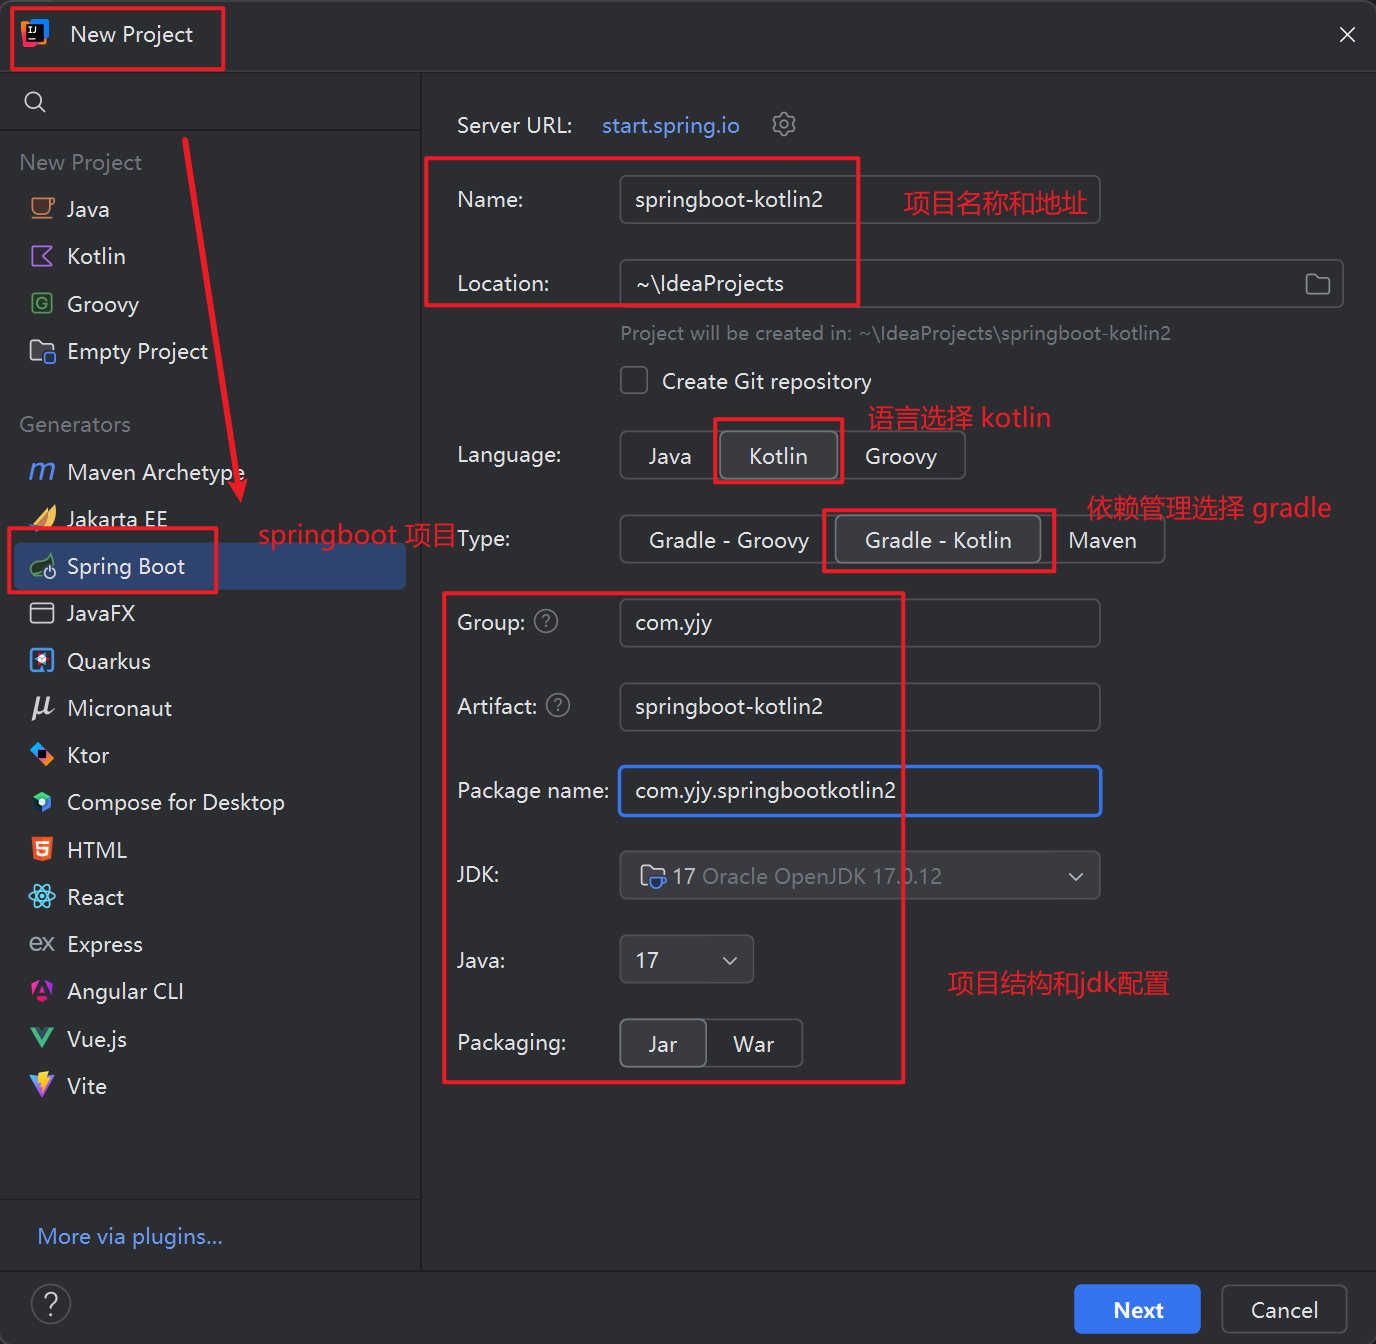 New Project
New Project
Java
Kotlin
Groovy
Empty Project
Generators
Maven Archetype
Jakarta EE
springboot 项目
Spring Boot
JavaFX
Quarkus
Micronaut
Ktor
Compose for Desktop
HTML
React
Express
Angular CLI
Vue.js
Vite
More via plugins...
Server URL: start.spring.io
Name: springboot-kotlin2 项目名称和地址
Location: ~\IdeaProjects
Project will be created in: ~\IdeaProjects\springboot-kotlin2
Create Git repository
语言选择 kotlin
Language: Java Kotlin Groovy
依赖管理选择 gradle
Type: Gradle - Groovy Gradle - Kotlin Maven
Group: ? com.yjy
Artifact: ? springboot-kotlin2
Package name: com.yjy.springbootkotlin2
JDK: 17 Oracle OpenJDK 17.0.12
Java: 17
项目结构和jdk配置
Packaging: Jar War
? Next Cancel